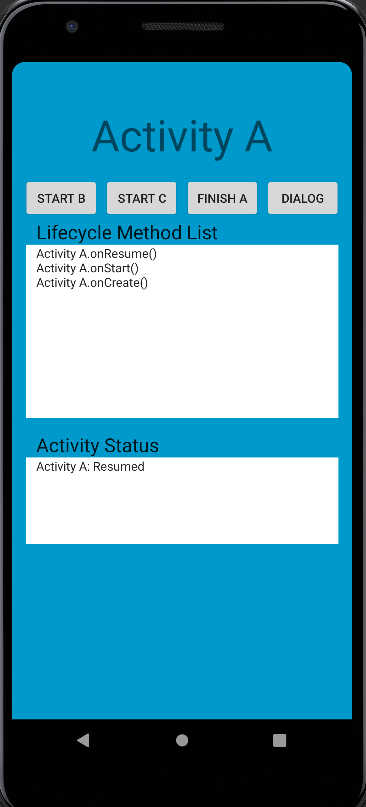 Activity A
START B START C FINISH A DIALOG
Lifecycle Method List
Activity A.onResume()
Activity A.onStart()
Activity A.onCreate()
Activity Status
Activity A: Resumed